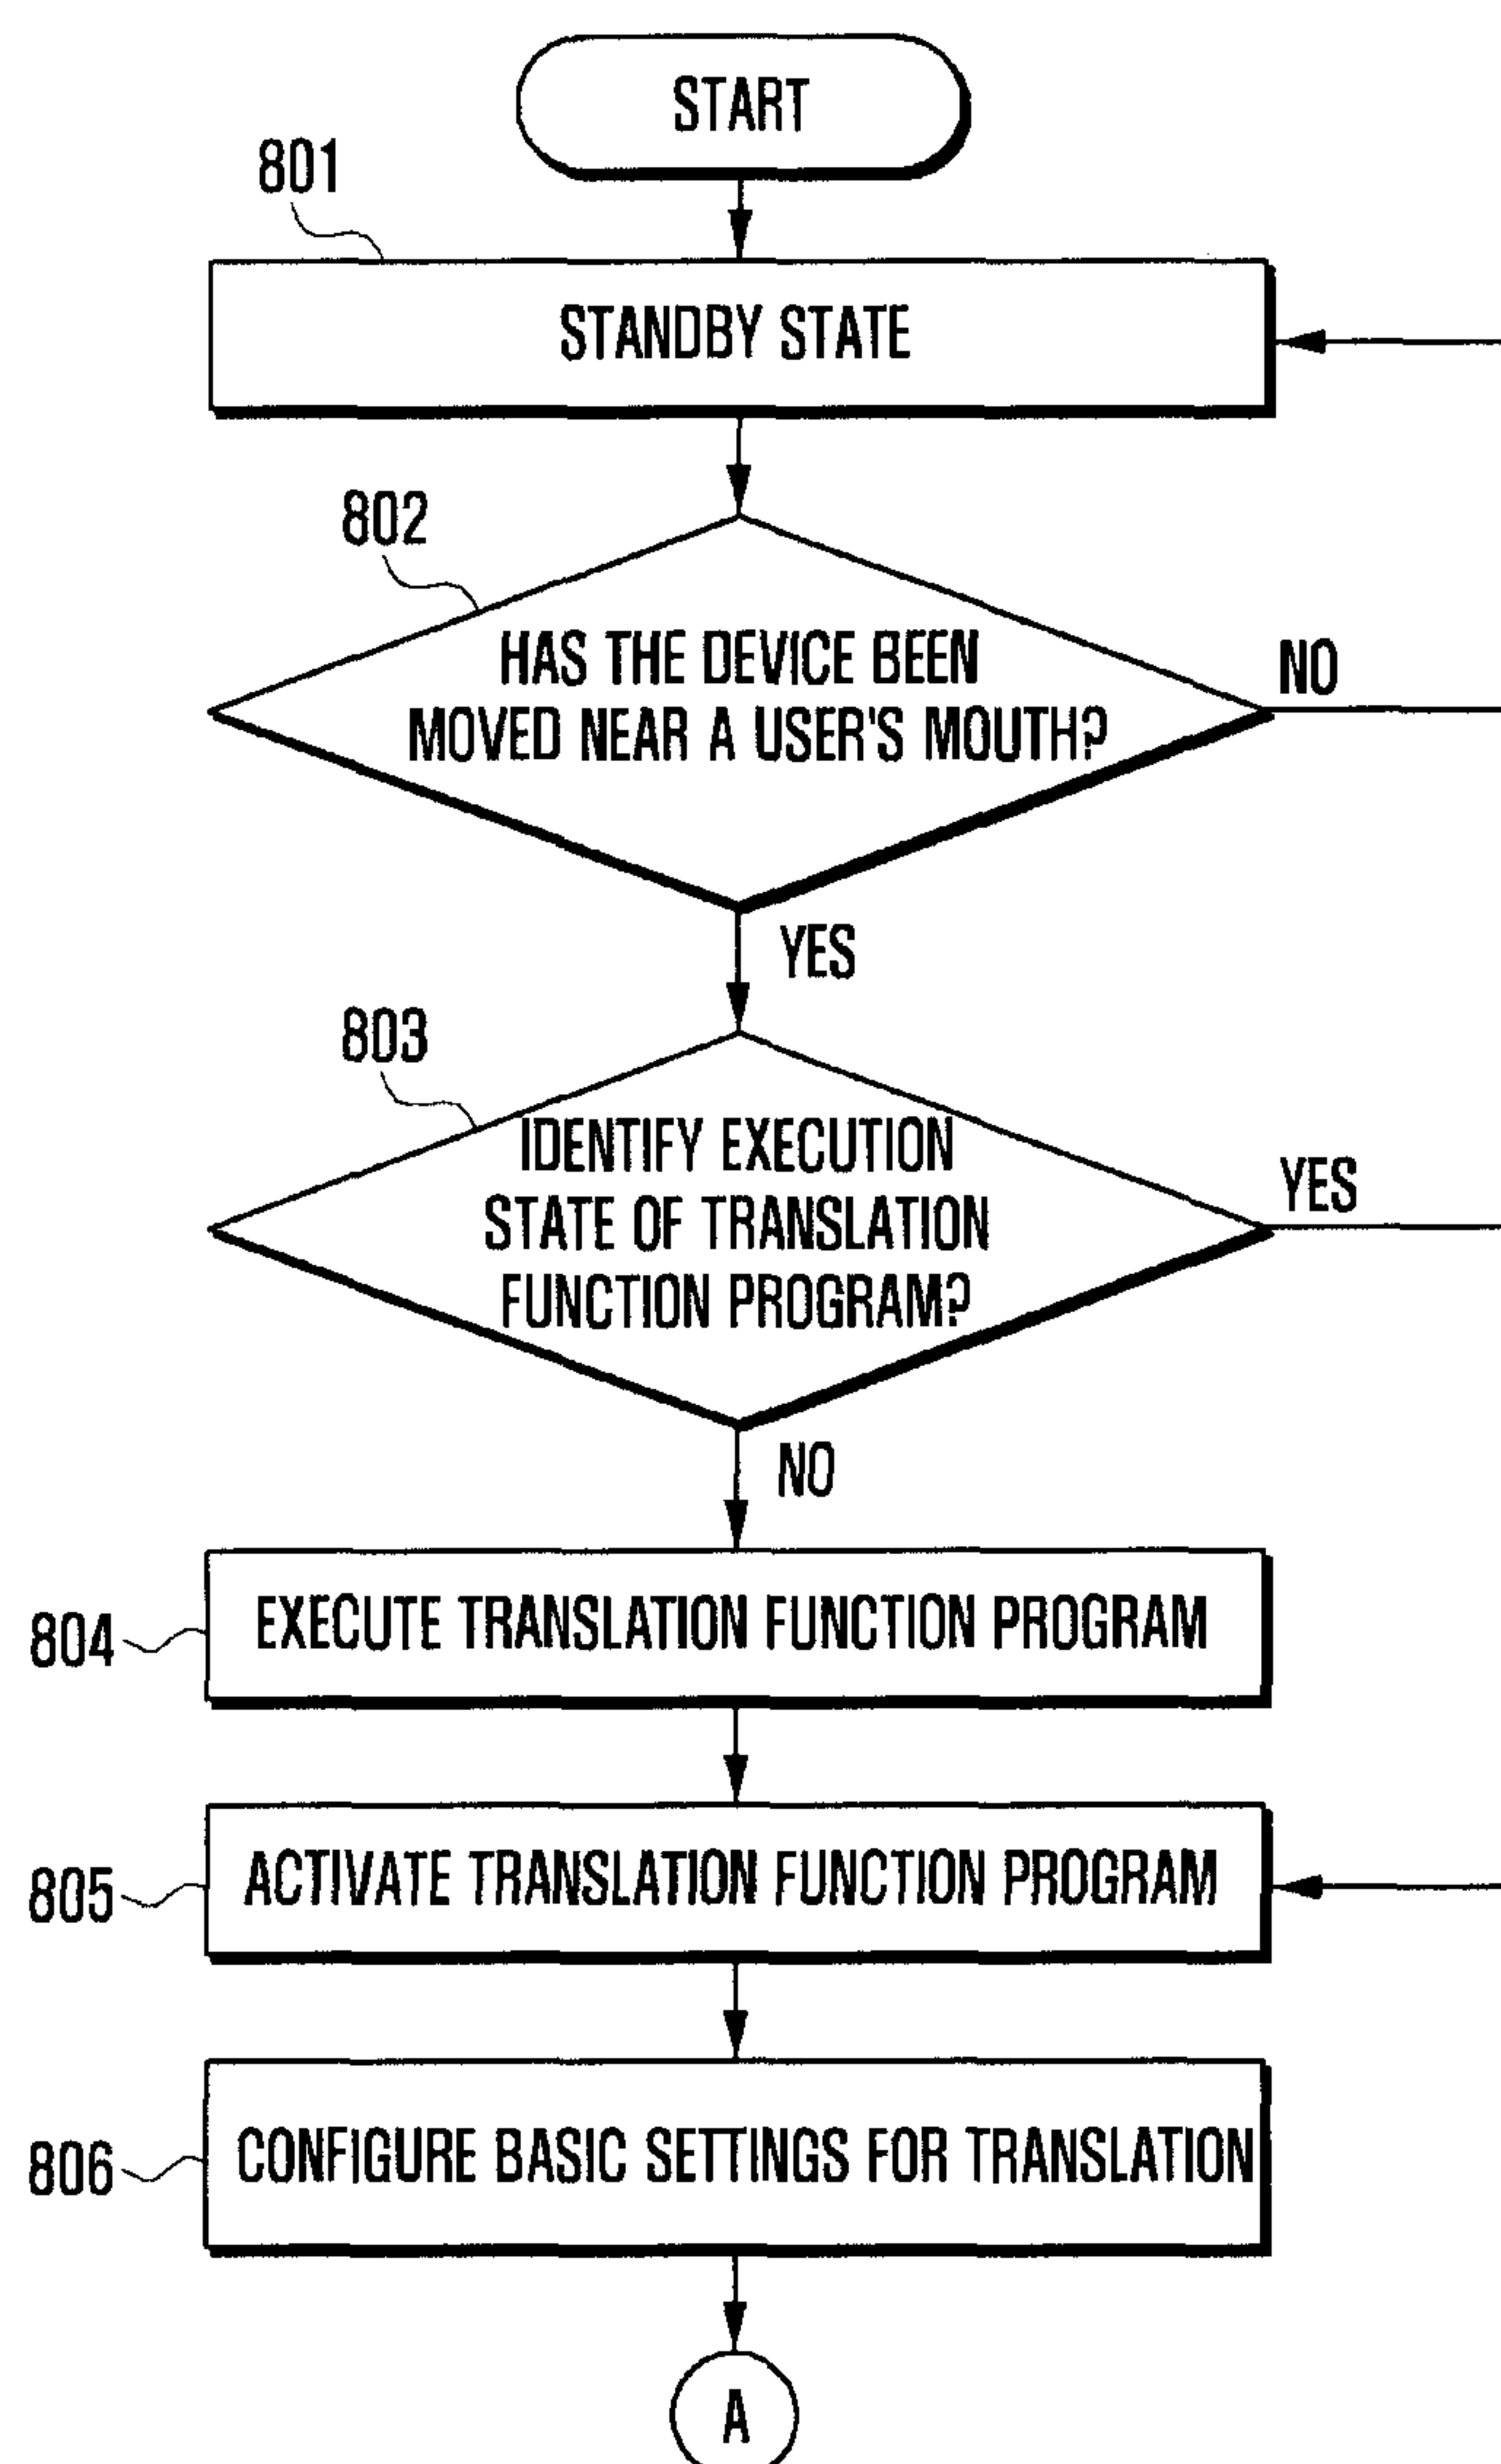 START
801
STANDBY STATE
802
HAS THE DEVICE BEEN
MOVED NEAR A USER'S MOUTH?
NO
YES
803
IDENTIFY EXECUTION
STATE OF TRANSLATION
FUNCTION PROGRAM?
YES
NO
804
EXECUTE TRANSLATION FUNCTION PROGRAM
805
ACTIVATE TRANSLATION FUNCTION PROGRAM
806
CONFIGURE BASIC SETTINGS FOR TRANSLATION
A